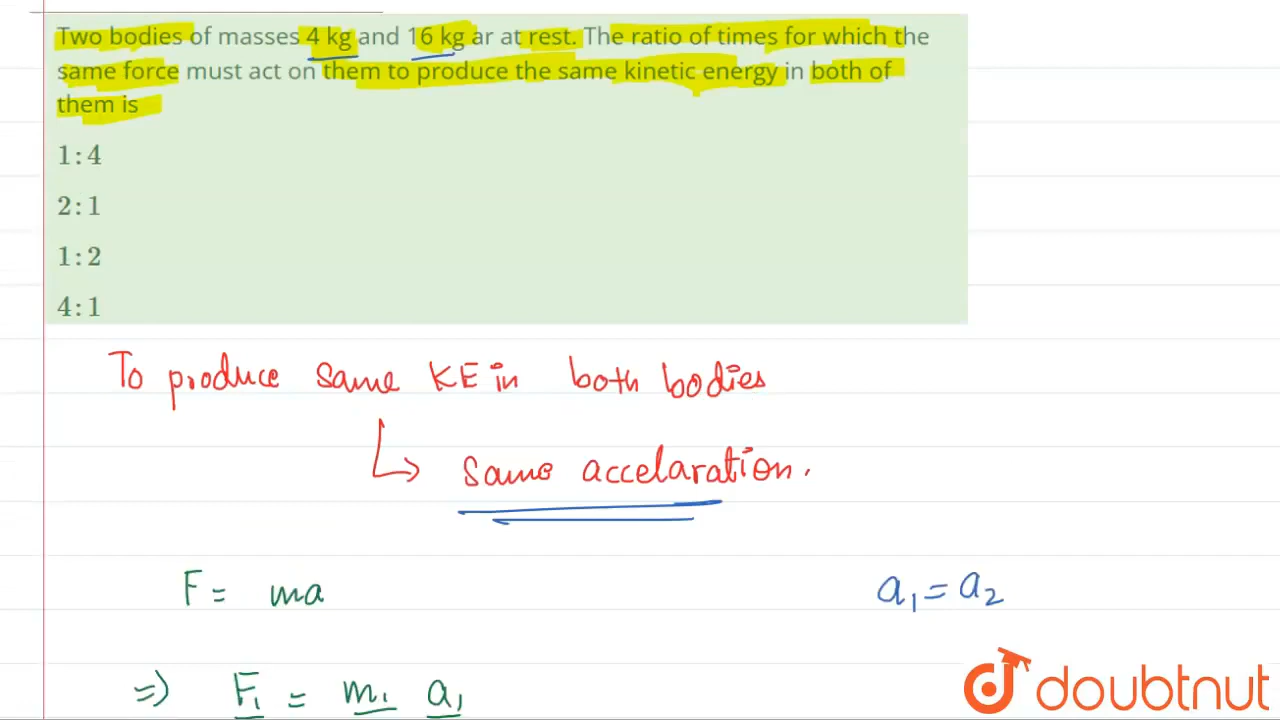 Two bodies of masses 4 kg and 16 kg ar at rest. The ratio of times for which the
same force must act on them to produce the same kinetic energy in both of
them is
1:4
2:1
1:2
4:1
To produce same KE in both bodies
↳ same accelaration.
F = ma
a₁ = a₂
=> F₁ = m₁ a₁
doubtnut